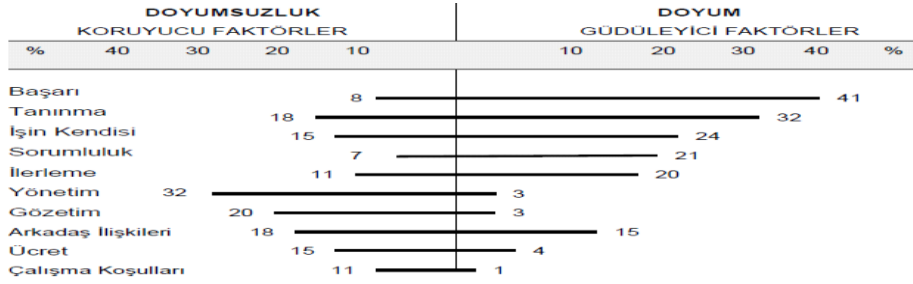 DOYUMSUZLUK DOYUM
KORUYUCU FAKTÖRLER GÜDÜLEYİCİ FAKTÖRLER
% 40 30 20 10 10 20 30 40 %
Başarı 8 41
Tanınma 18 32
İşin Kendisi 15 24
Sorumluluk 7 21
İlerleme 11 20
Yönetim 32 3
Gözetim 20 3
Arkadaş İlişkileri 18 15
Ücret 15 4
Çalışma Koşulları 11 1